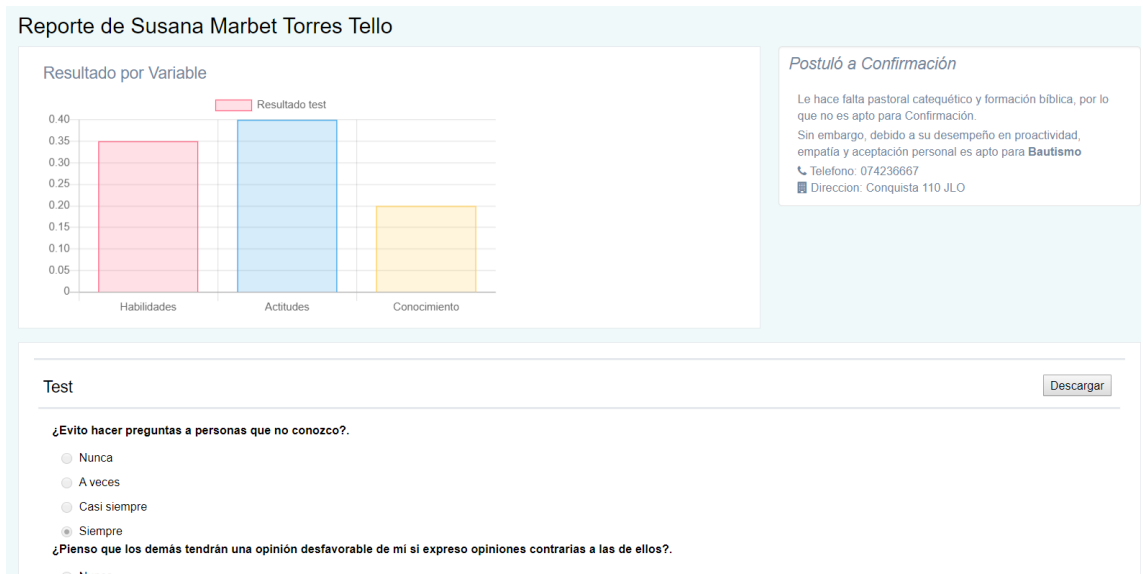 Reporte de Susana Marbet Torres Tello
Resultado por Variable
Resultado test
0.40
0.35
0.30
0.25
0.20
0.15
0.10
0.05
0
Habilidades Actitudes Conocimiento
Postuló a Confirmación
Le hace falta pastoral catequético y formación bíblica, por lo
que no es apto para Confirmación.
Sin embargo, debido a su desempeño en proactividad,
empatía y aceptación personal es apto para Bautismo
Telefono: 074236667
Direccion: Conquista 110 JLO
Test
Descargar
¿Evito hacer preguntas a personas que no conozco?.
Nunca
A veces
Casi siempre
Siempre
¿Pienso que los demás tendrán una opinión desfavorable de mi si expreso opiniones contrarias a las de ellos?.